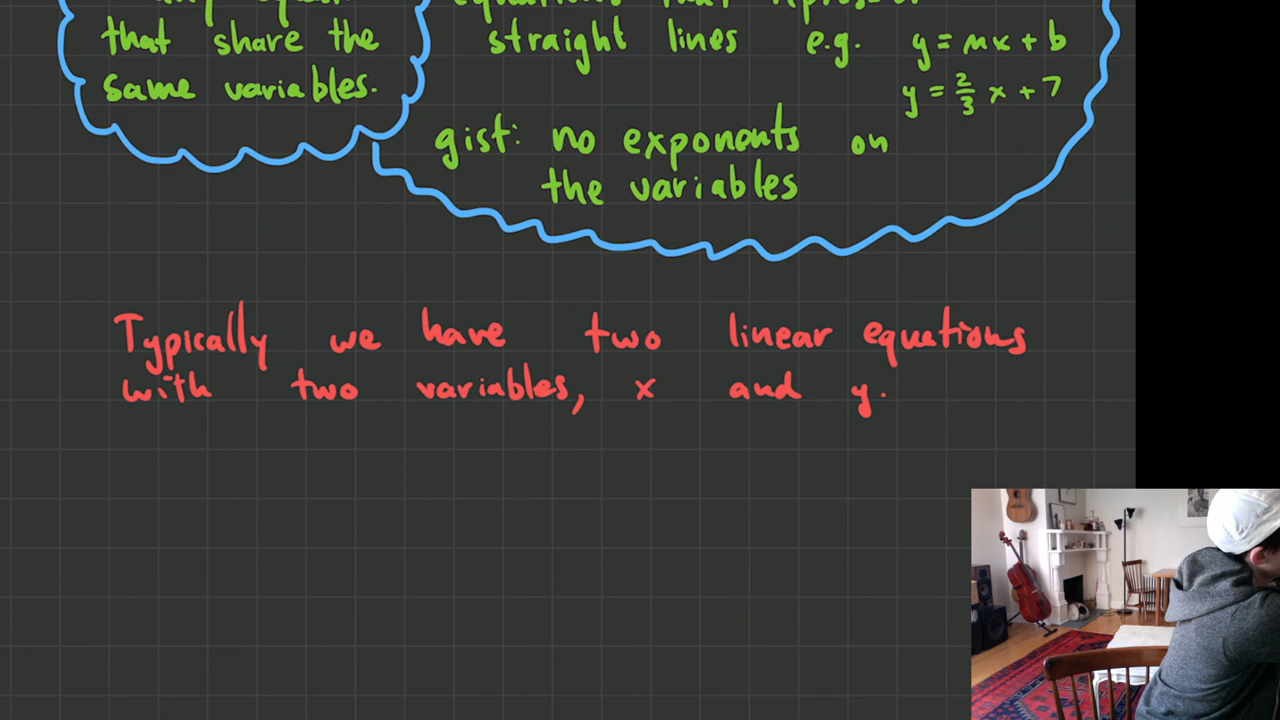 that share the
same variables.
straight lines e.g. y = mx + b
y = 2/3 x + 7
gist: no exponents on
the variables
Typically we have two linear equations
with two variables, x and y.